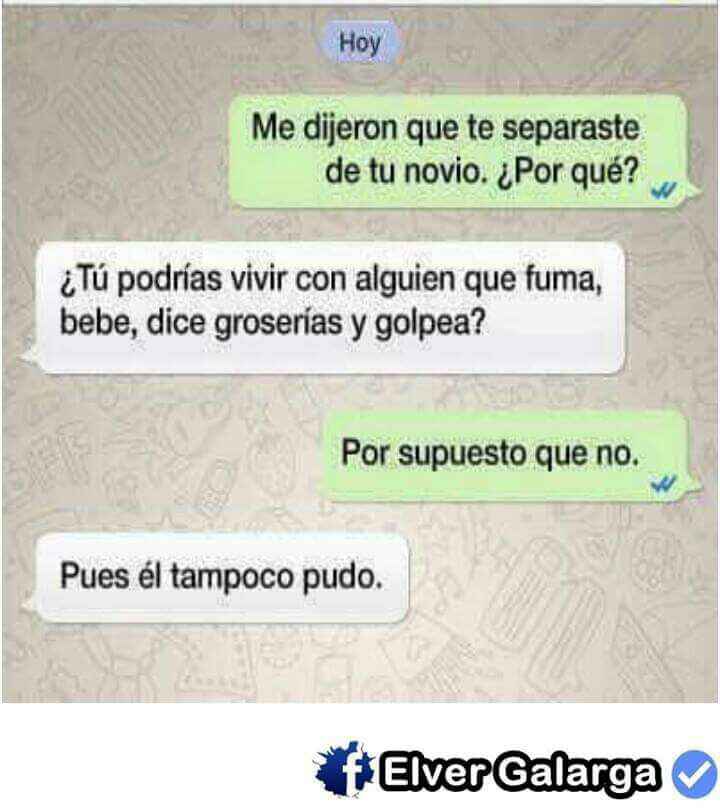 Hoy
Me dijeron que te separaste
de tu novio. ¿Por qué?
¿Tú podrías vivir con alguien que fuma,
bebe, dice groserías y golpea?
Por supuesto que no.
Pues él tampoco pudo.
f Elver Galarga